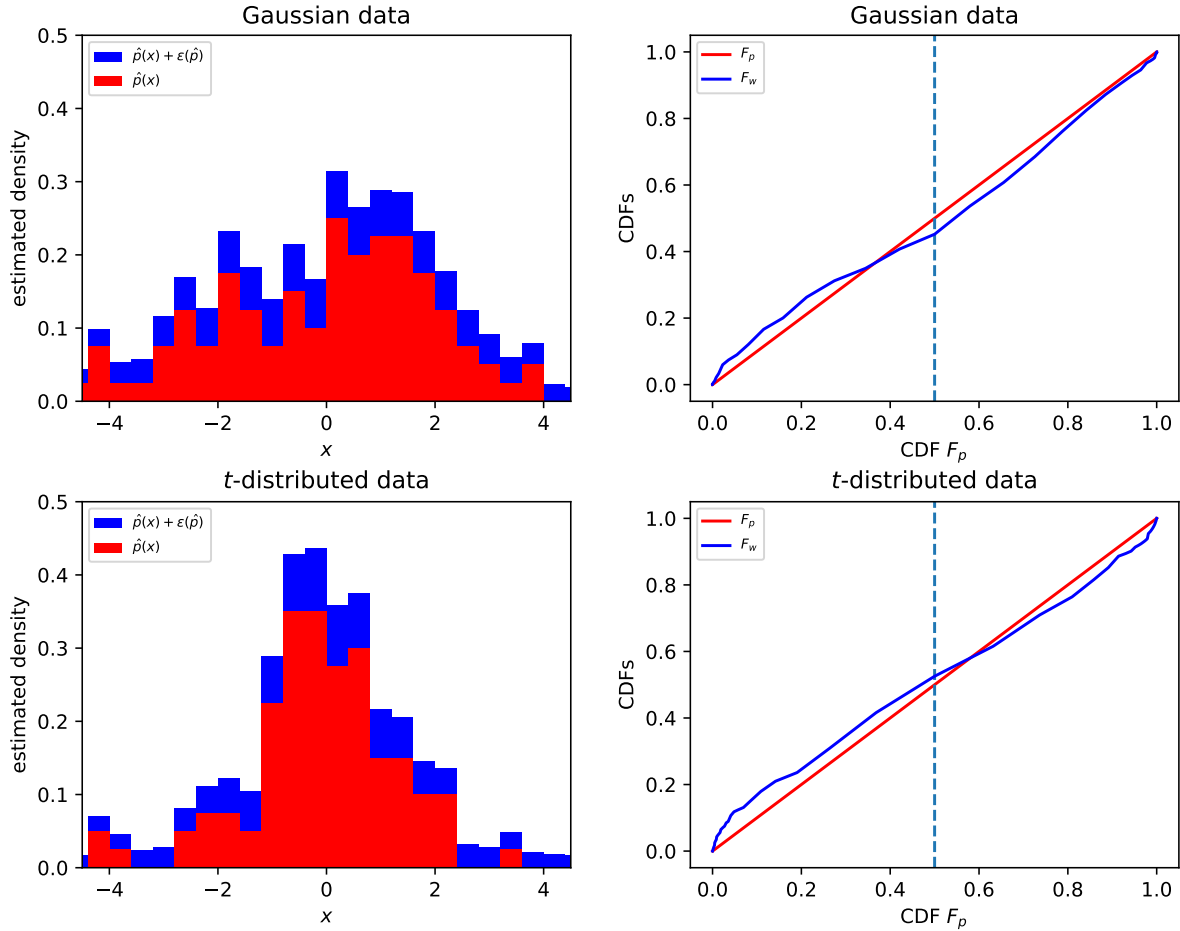 Gaussian data
0.5
0.4
0.3
0.2
0.1
0.0
estimated density
p̂(x) + ε(p̂)
p̂(x)
−4 −2 0 2 4
x
Gaussian data
1.0
0.8
0.6
0.4
0.2
0.0
CDFs
F_p
F_w
0.0 0.2 0.4 0.6 0.8 1.0
CDF F_p
t-distributed data
0.5
0.4
0.3
0.2
0.1
0.0
estimated density
p̂(x) + ε(p̂)
p̂(x)
−4 −2 0 2 4
x
t-distributed data
1.0
0.8
0.6
0.4
0.2
0.0
CDFs
F_p
F_w
0.0 0.2 0.4 0.6 0.8 1.0
CDF F_p